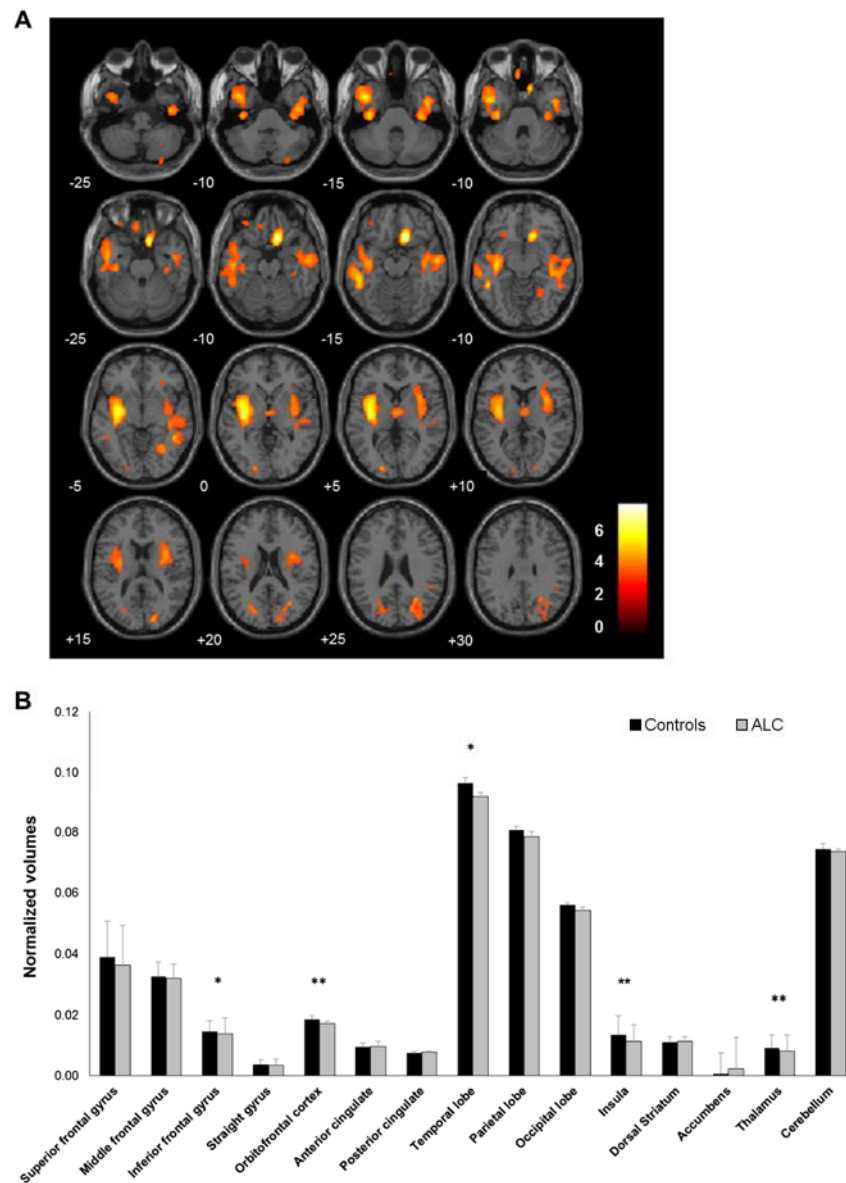 A
-25 -10 -15 -10
-25 -10 -15 -10
-5 0 +5 +10
6
4
2
0
+15 +20 +25 +30
B
0.12
0.10
0.08
0.06
0.04
0.02
0.00
Normalized volumes
Controls ALC
* ** * ** **
Superior frontal gyrus
Middle frontal gyrus
Inferior frontal gyrus
Straight gyrus
Orbitofrontal cortex
Anterior cingulate
Posterior cingulate
Temporal lobe
Parietal lobe
Occipital lobe
Insula
Dorsal Striatum
Accumbens
Thalamus
Cerebellum